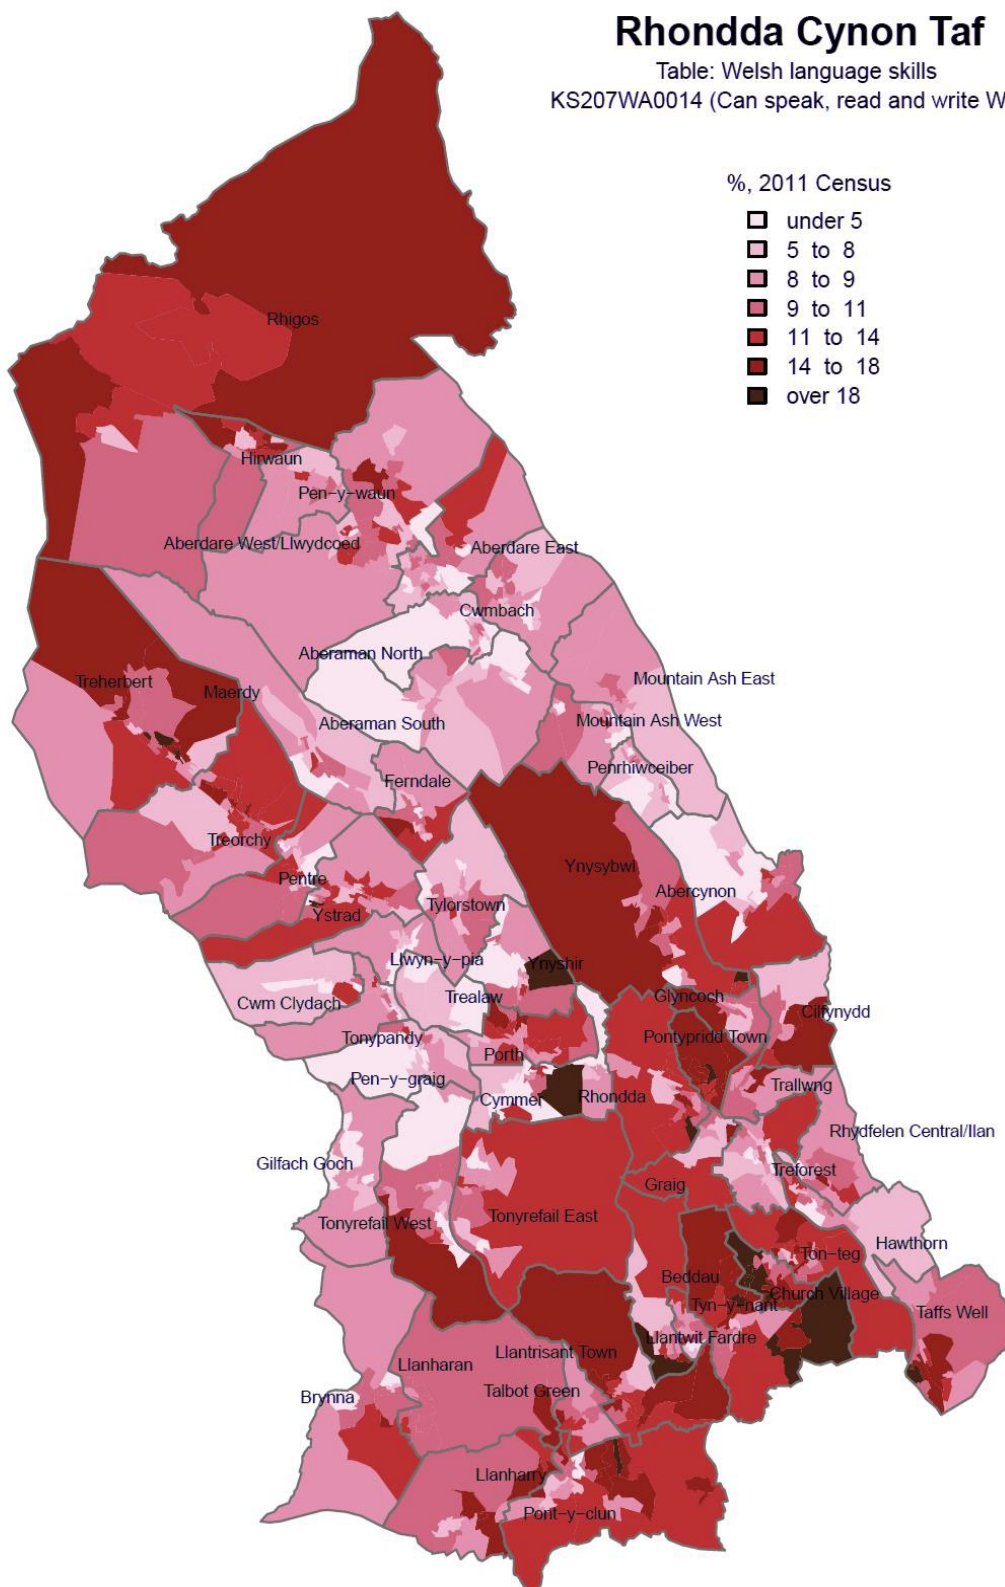 Rhondda Cynon Taf
Table: Welsh language skills
KS207WA0014 (Can speak, read and write W
%, 2011 Census
under 5
5 to 8
8 to 9
9 to 11
11 to 14
14 to 18
over 18
Rhigos
Hirwaun
Pen-y-waun
Aberdare West/Llwydcoed
Aberdare East
Cwmbach
Aberaman North
Treherbert
Maerdy
Mountain Ash East
Aberaman South
Mountain Ash West
Penrhiwceiber
Ferndale
Treorchy
Ynysybwl
Pentre
Abercynon
Ystrad
Tylorstown
Llwyn-y-pia
Ynyshir
Cwm Clydach
Trealaw
Glyncoch
Cilfynydd
Tonypandy
Pontypridd Town
Porth
Pen-y-graig
Trallwng
Cymmer
Rhondda
Rhydfelen Central/Ilan
Gilfach Goch
Treforest
Graig
Tonyrefail West
Tonyrefail East
Hawthorn
Ton-teg
Beddau
Church Village
Tyn-y-nant
Taffs Well
Llantwit Fardre
Llantrisant Town
Llanharan
Talbot Green
Brynna
Llanharry
Pont-y-clun